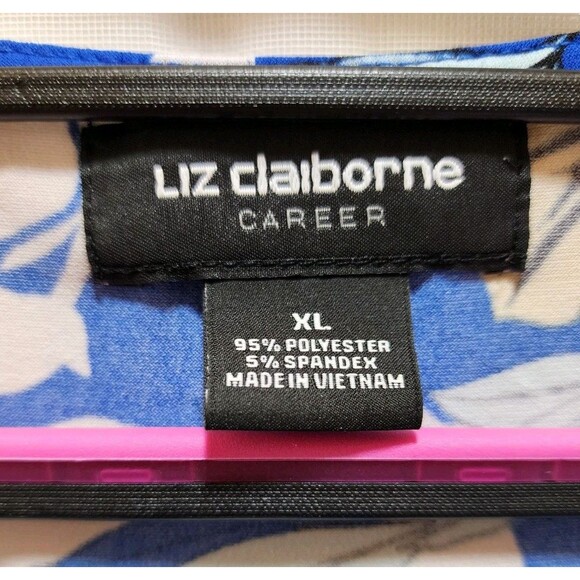 Liz claiborne
CAREER
XL
95% POLYESTER
5% SPANDEX
MADE IN VIETNAM